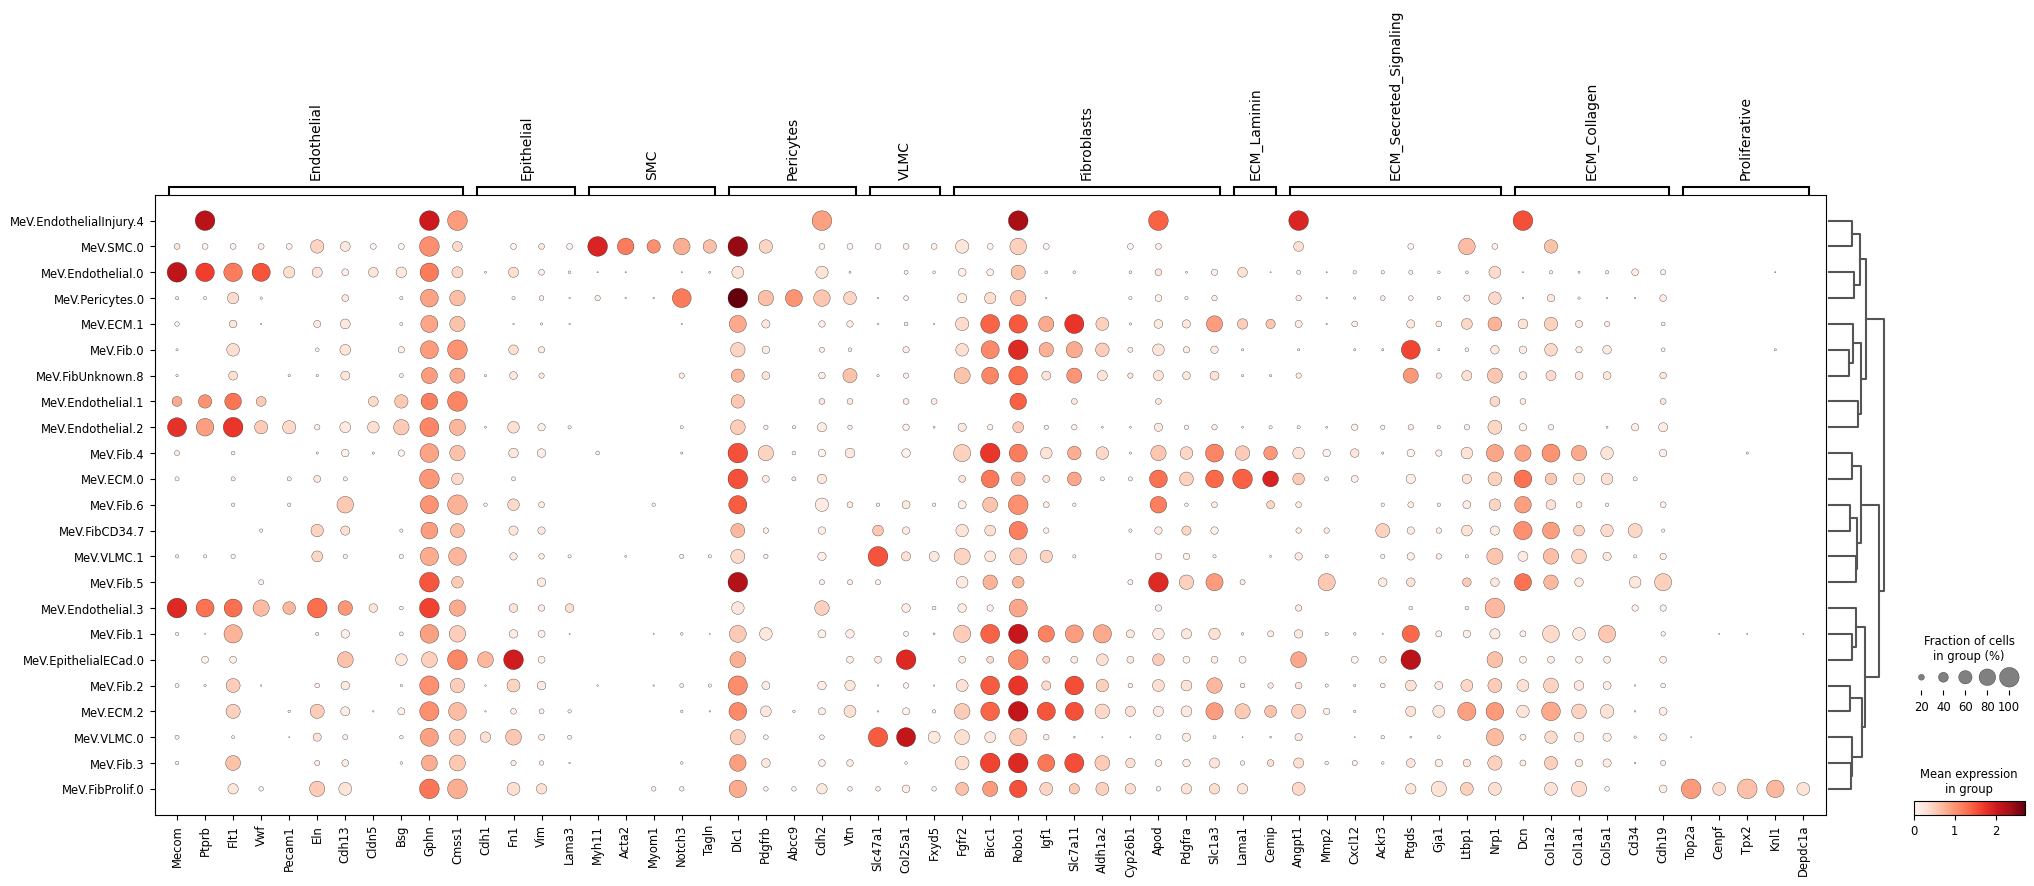 Endothelial
Epithelial
SMC
Pericytes
VLMC
Fibroblasts
ECM_Laminin
ECM_Secreted_Signaling
ECM_Collagen
Proliferative
MeV.EndothelialInjury.4
MeV.SMC.0
MeV.Endothelial.0
MeV.Pericytes.0
MeV.ECM.1
MeV.Fib.0
MeV.FibUnknown.8
MeV.Endothelial.1
MeV.Endothelial.2
MeV.Fib.4
MeV.ECM.0
MeV.Fib.6
MeV.FibCD34.7
MeV.VLMC.1
MeV.Fib.5
MeV.Endothelial.3
MeV.Fib.1
MeV.EpithelialECad.0
MeV.Fib.2
MeV.ECM.2
MeV.VLMC.0
MeV.Fib.3
MeV.FibProlif.0
Mecom
Ptprb
Flt1
Vwf
Pecam1
Eln
Cdh13
Cldn5
Bsg
Gphn
Cmss1
Cdh1
Fn1
Vim
Lama3
Myh11
Acta2
Myom1
Notch3
Tagln
Dlc1
Pdgfrb
Abcc9
Cdh2
Vtn
Slc47a1
Col25a1
Fxyd5
Fgfr2
Bicc1
Robo1
Igf1
Slc7a11
Aldh1a2
Cyp26b1
Apod
Pdgfra
Slc1a3
Lama1
Cemip
Angpt1
Mmp2
Cxcl12
Ackr3
Ptgds
Gja1
Ltbp1
Nrp1
Dcn
Col1a2
Col1a1
Col5a1
Cd34
Cdh19
Top2a
Cenpf
Tpx2
Knl1
Depdc1a
Fraction of cells
in group (%)
20 40 60 80 100
Mean expression
in group
0 1 2